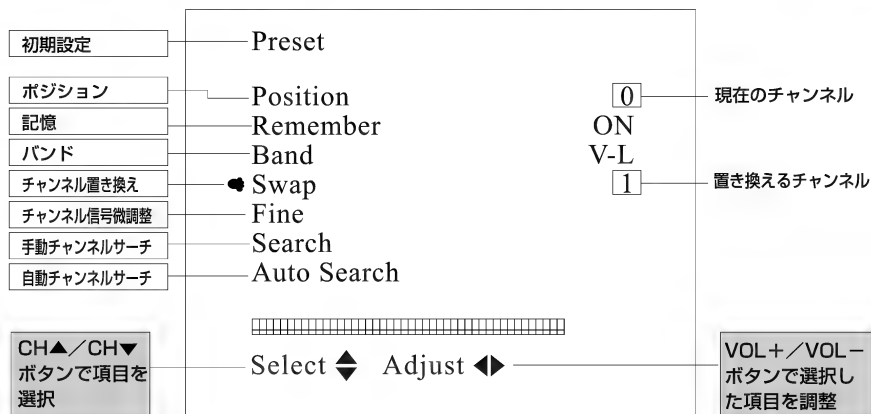 初期設定
Preset
ポジション
Position
0
現在のチャンネル
記憶
Remember
ON
バンド
Band
V-L
チャンネル置き換え
Swap
1
置き換えるチャンネル
チャンネル信号微調整
Fine
手動チャンネルサーチ
Search
自動チャンネルサーチ
Auto Search
CH▲／CH▼
ボタンで項目を
選択
Select
Adjust
VOL＋／VOL－
ボタンで選択し
た項目を調整